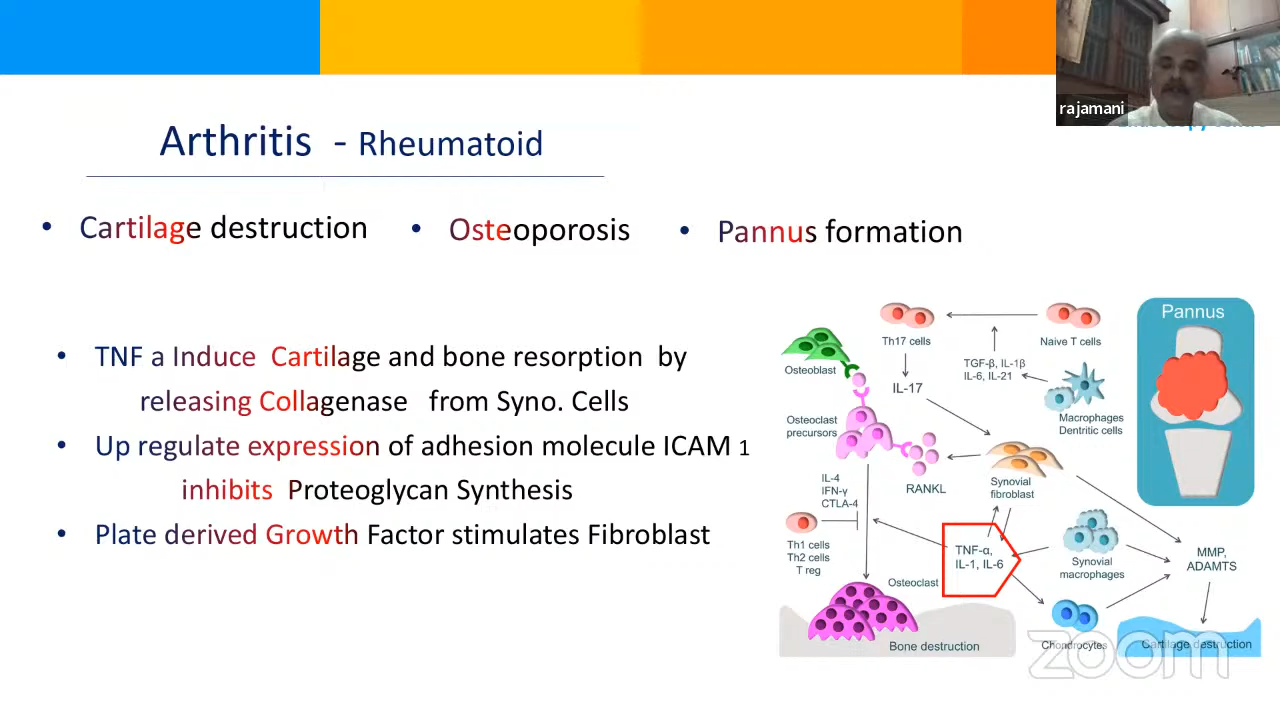 rajamani
Arthritis - Rheumatoid
• Cartilage destruction
• Osteoporosis
• Pannus formation
• TNF a Induce Cartilage and bone resorption by
releasing Collagenase from Syno. Cells
• Up regulate expression of adhesion molecule ICAM 1
inhibits Proteoglycan Synthesis
• Plate derived Growth Factor stimulates Fibroblast
Pannus
Th17 cells
Naive T cells
Osteoblast
TGF-β, IL-1β
IL-6, IL-21
IL-17
Osteoclast
precursors
Macrophages
Dentritic cells
RANKL
Synovial
fibroblast
IL-4
IFN-γ
CTLA-4
Th1 cells
Th2 cells
T reg
TNF-α,
IL-1, IL-6
Synovial
macrophages
MMP,
ADAMTS
Osteoclast
Bone destruction
Chondrocytes
Cartilage destruction
zoom